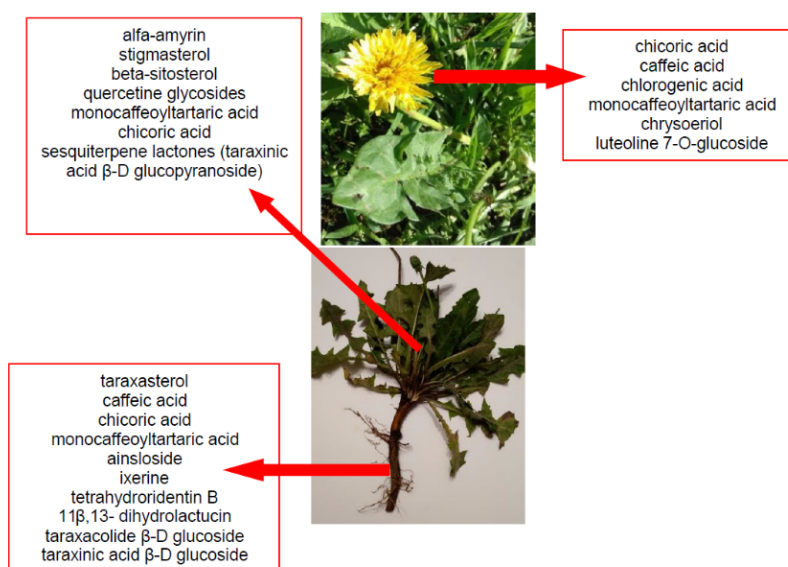 alfa-amyrin
stigmasterol
beta-sitosterol
quercetine glycosides
monocaffeoyltartaric acid
chicoric acid
sesquiterpene lactones (taraxinic
acid β-D glucopyranoside)
chicoric acid
caffeic acid
chlorogenic acid
monocaffeoyltartaric acid
chrysoeriol
luteoline 7-O-glucoside
taraxasterol
caffeic acid
chicoric acid
monocaffeoyltartaric acid
ainsloside
ixerine
tetrahydroridentin B
11β,13- dihydrolactucin
taraxacolide β-D glucoside
taraxinic acid β-D glucoside